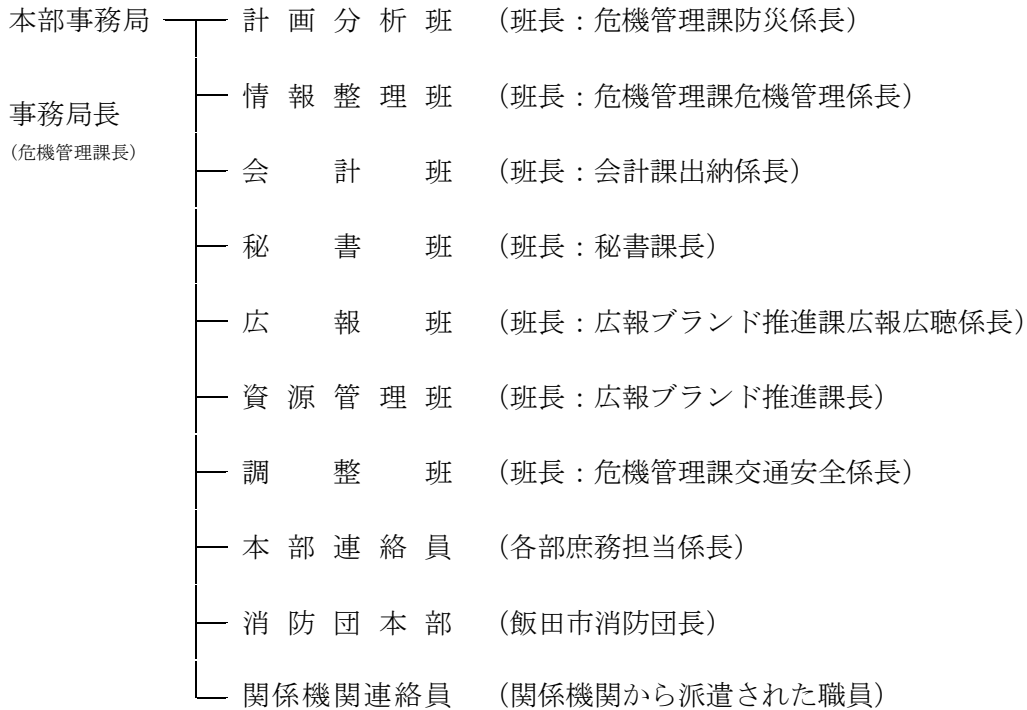 本部事務局 計画分析班 （班長：危機管理課防災係長）
情報整理班 （班長：危機管理課危機管理係長）
事務局長
（危機管理課長）
会計班 （班長：会計課出納係長）
秘書班 （班長：秘書課長）
広報班 （班長：広報ブランド推進課広報広聴係長）
資源管理班 （班長：広報ブランド推進課長）
調整班 （班長：危機管理課交通安全係長）
本部連絡員 （各部庶務担当係長）
消防団本部 （飯田市消防団長）
関係機関連絡員 （関係機関から派遣された職員）